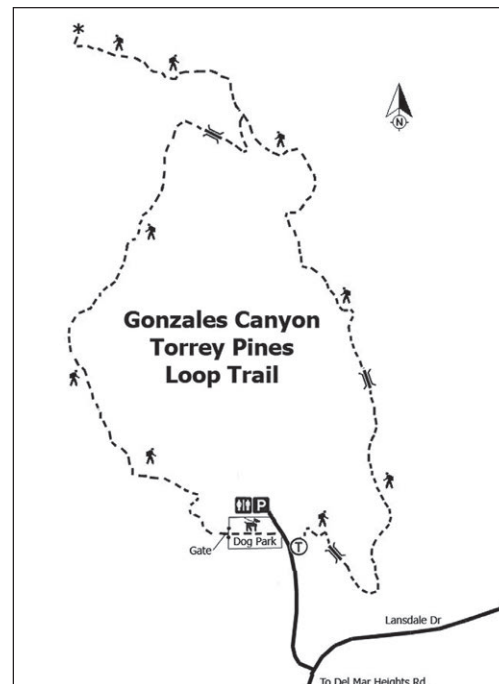 N
Gonzales Canyon
Torrey Pines
Loop Trail
P
Gate
Dog Park
T
Lansdale Dr
To Del Mar Heights Rd